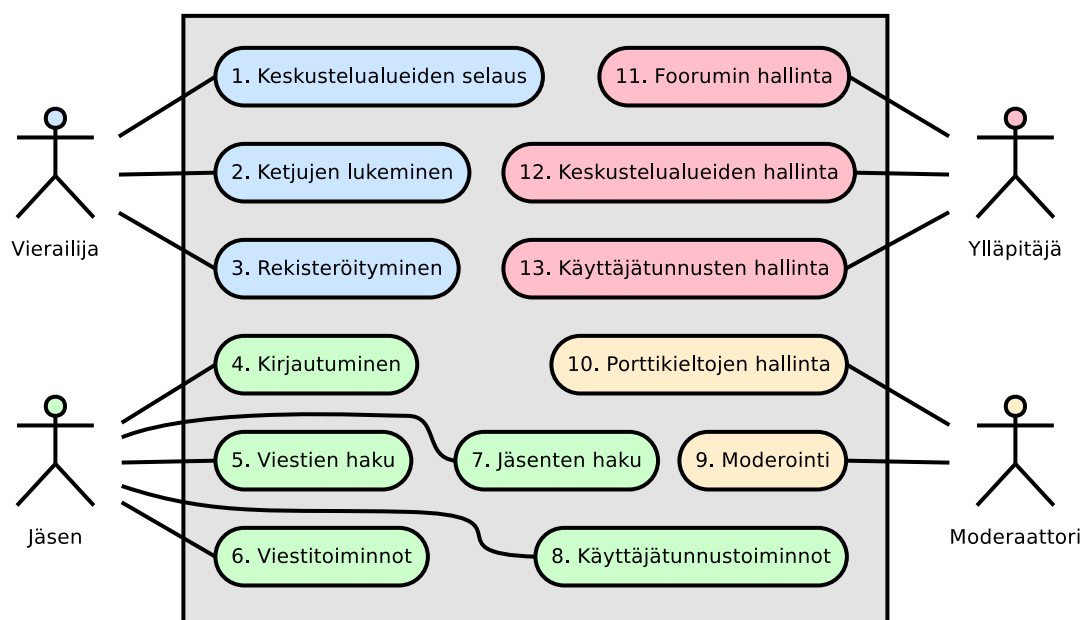 1. Keskustelualueiden selaus
11. Foorumin hallinta
2. Ketjujen lukeminen
12. Keskustelualueiden hallinta
Vierailija
Ylläpitäjä
3. Rekisteröityminen
13. Käyttäjätunnusten hallinta
4. Kirjautuminen
10. Porttikieltojen hallinta
5. Viestien haku
7. Jäsenten haku
9. Moderointi
Jäsen
Moderaattori
6. Viestitoiminnot
8. Käyttäjätunnustoiminnot